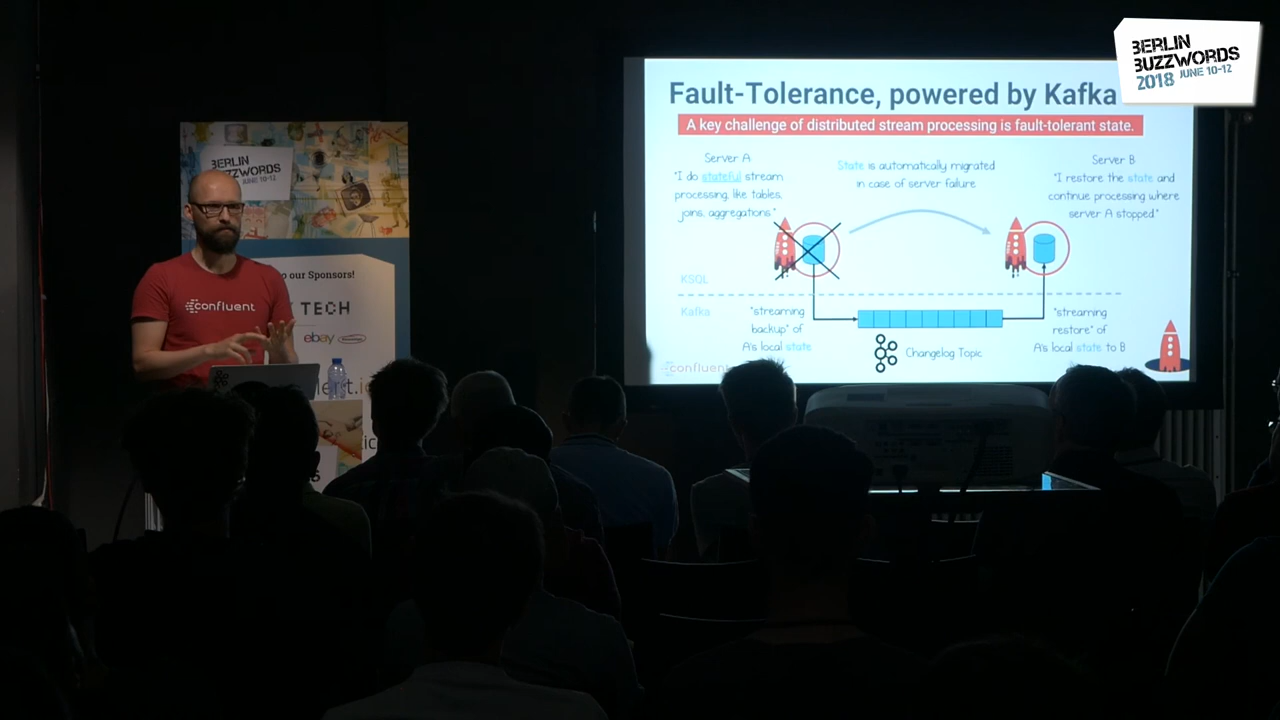 BERLIN
BUZZWORDS
2018 JUNE 10-12
Fault-Tolerance, powered by Kafka
A key challenge of distributed stream processing is fault-tolerant state.
Server A
"I do stateful stream
processing, like tables,
joins, aggregations."
State is automatically migrated
in case of server failure
Server B
"I restore the state and
continue processing where
server A stopped."
KSQL
Kafka
"streaming
backup" of
A's local state
Changelog Topic
"streaming
restore" of
A's local state to B
confluent
BERLIN
BUZZWORDS
JUNE 10-12
o our Sponsors!
TECH
ebay
confluent